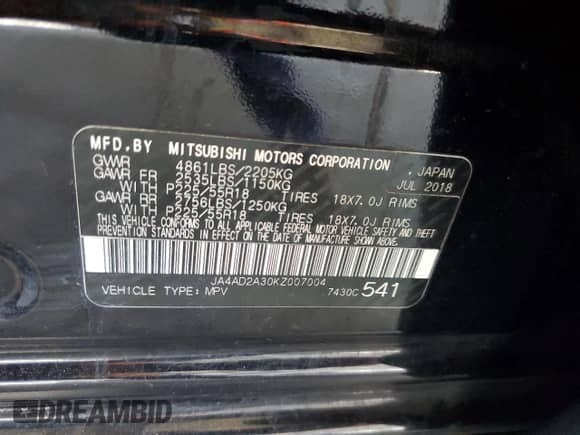 MFD.BY MITSUBISHI MOTORS CORPORATION JAPAN
GVWR 4861LBS/2205KG JUL 2018
GAWR FR 2535LBS/1150KG
WITH P225/55R18 TIRES 18X7.0J RIMS
GAWR RR 2756LBS/1250KG
WITH P225/55R18 TIRES 18X7.0J RIMS
THIS VEHICLE CONFORMS TO ALL APPLICABLE FEDERAL MOTOR VEHICLE SAFETY AND THEFT
PREVENTION STANDARDS IN EFFECT ON THE DATE OF MANUFACTURE SHOWN ABOVE.
JA4AD2A30KZ007004
VEHICLE TYPE: MPV 7430C 541
DREAMBID